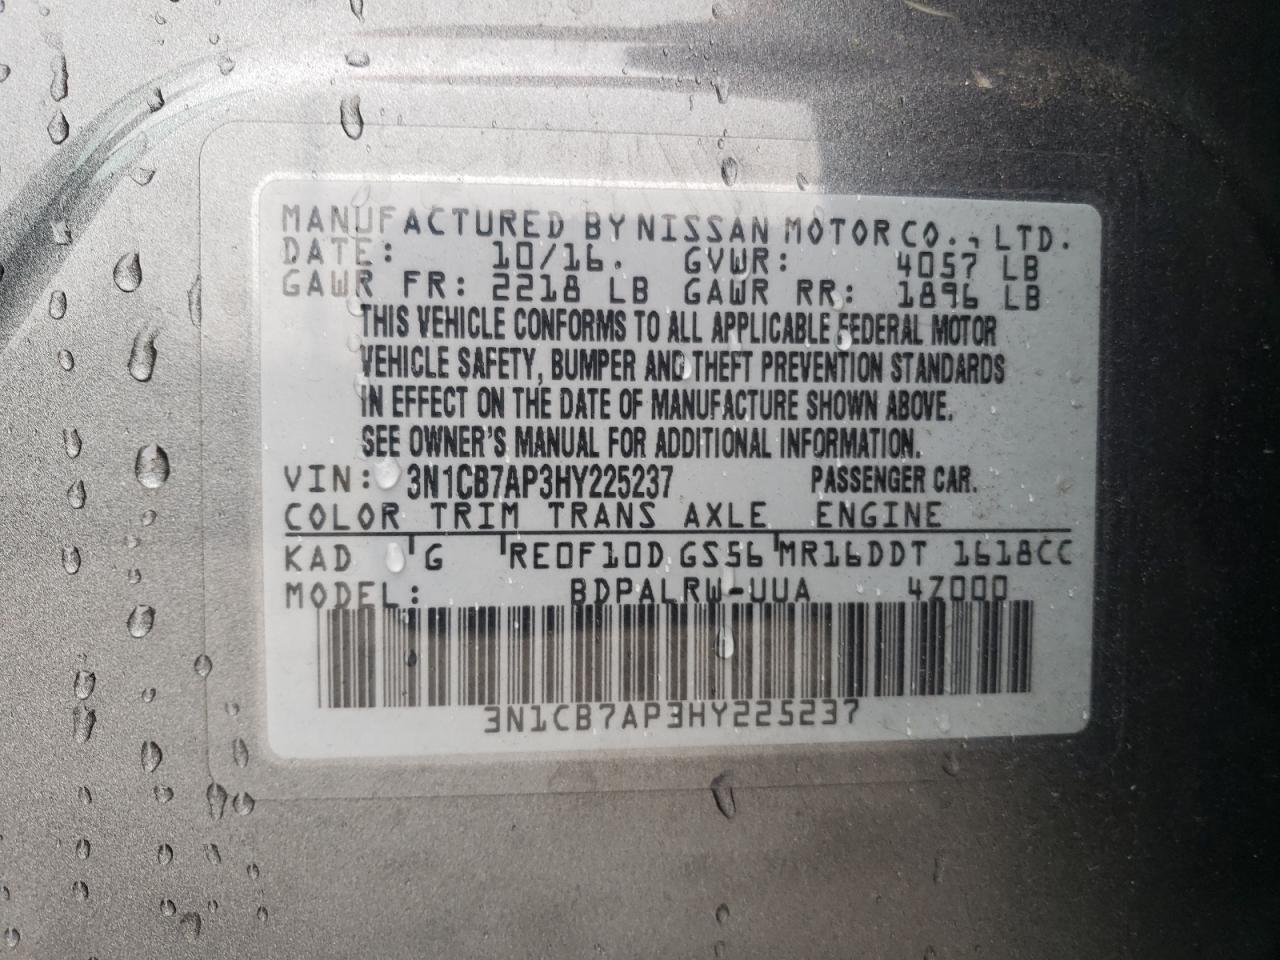 MANUFACTURED BY NISSAN MOTOR CO., LTD.
DATE: 10/16. GVWR: 4057 LB
GAWR FR: 2218 LB GAWR RR: 1896 LB
THIS VEHICLE CONFORMS TO ALL APPLICABLE FEDERAL MOTOR
VEHICLE SAFETY, BUMPER AND THEFT PREVENTION STANDARDS
IN EFFECT ON THE DATE OF MANUFACTURE SHOWN ABOVE.
SEE OWNER'S MANUAL FOR ADDITIONAL INFORMATION.
VIN: 3N1CB7AP3HY225237 PASSENGER CAR.
COLOR TRIM TRANS AXLE ENGINE
KAD G RE0F10D GS56 MR16DDT 1618CC
MODEL: BDPALRW-UUA 4Z000
3N1CB7AP3HY225237